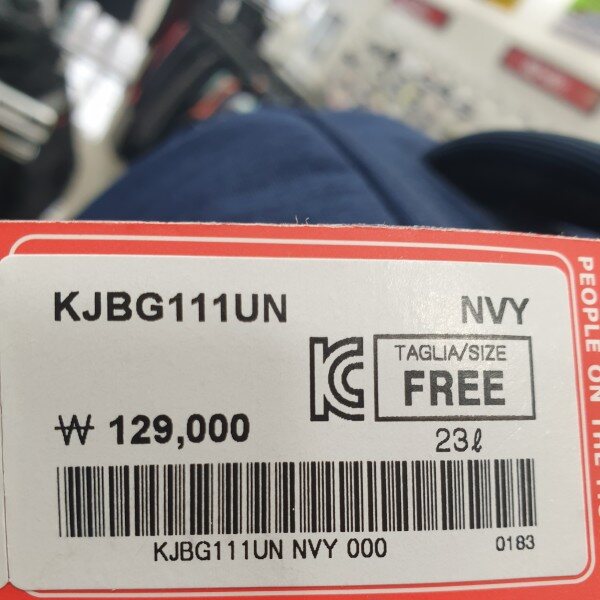 KJBG111UN
NVY
TAGLIA/SIZE
FREE
₩ 129,000
23ℓ
KJBG111UN NVY 000
0183
PEOPLE ON THE